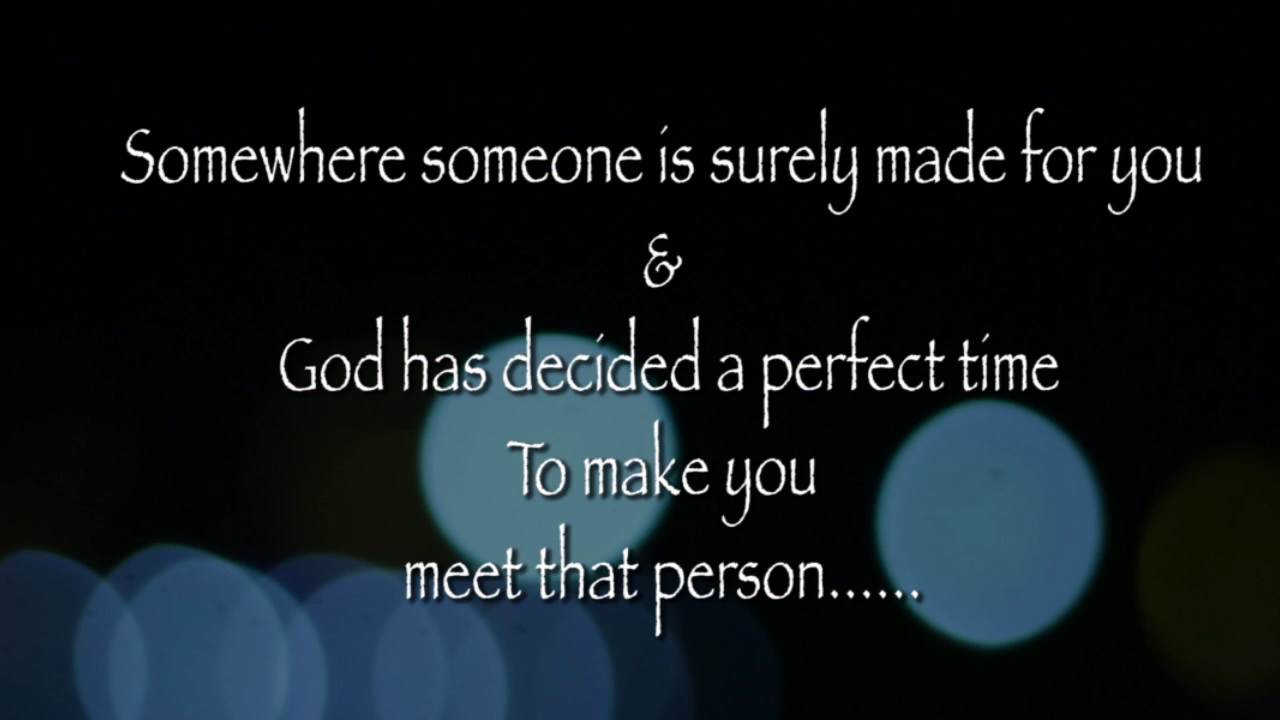 Somewhere someone is surely made for you
&
God has decided a perfect time
To make you
meet that person......